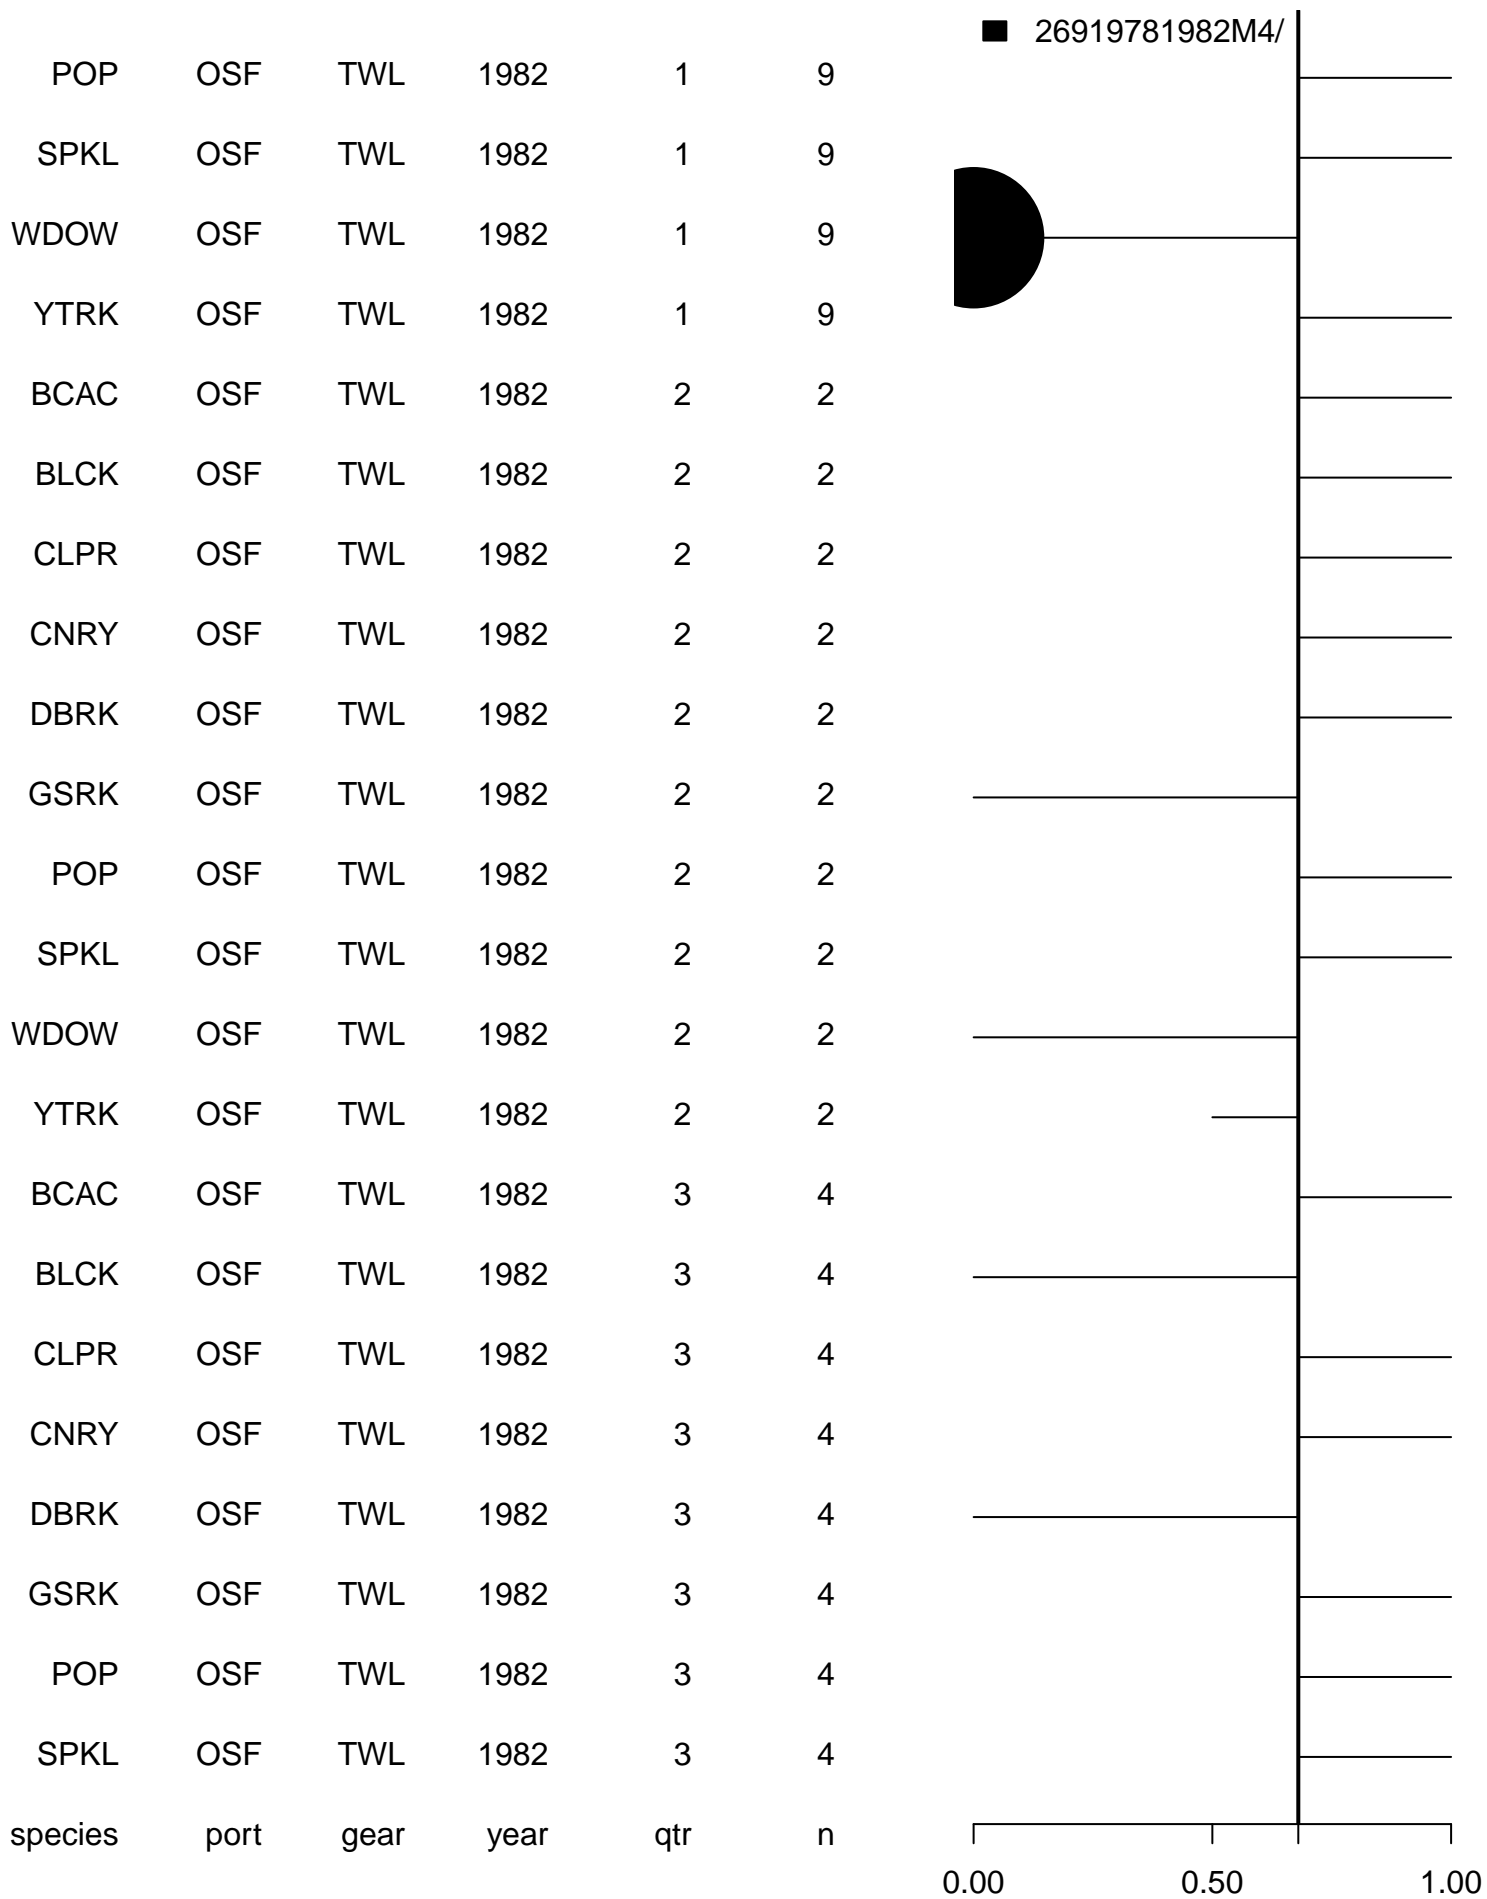 26919781982M4/
POP OSF TWL 1982 1 9
SPKL OSF TWL 1982 1 9
WDOW OSF TWL 1982 1 9
YTRK OSF TWL 1982 1 9
BCAC OSF TWL 1982 2 2
BLCK OSF TWL 1982 2 2
CLPR OSF TWL 1982 2 2
CNRY OSF TWL 1982 2 2
DBRK OSF TWL 1982 2 2
GSRK OSF TWL 1982 2 2
POP OSF TWL 1982 2 2
SPKL OSF TWL 1982 2 2
WDOW OSF TWL 1982 2 2
YTRK OSF TWL 1982 2 2
BCAC OSF TWL 1982 3 4
BLCK OSF TWL 1982 3 4
CLPR OSF TWL 1982 3 4
CNRY OSF TWL 1982 3 4
DBRK OSF TWL 1982 3 4
GSRK OSF TWL 1982 3 4
POP OSF TWL 1982 3 4
SPKL OSF TWL 1982 3 4
species port gear year qtr n
0.00 0.50 1.00